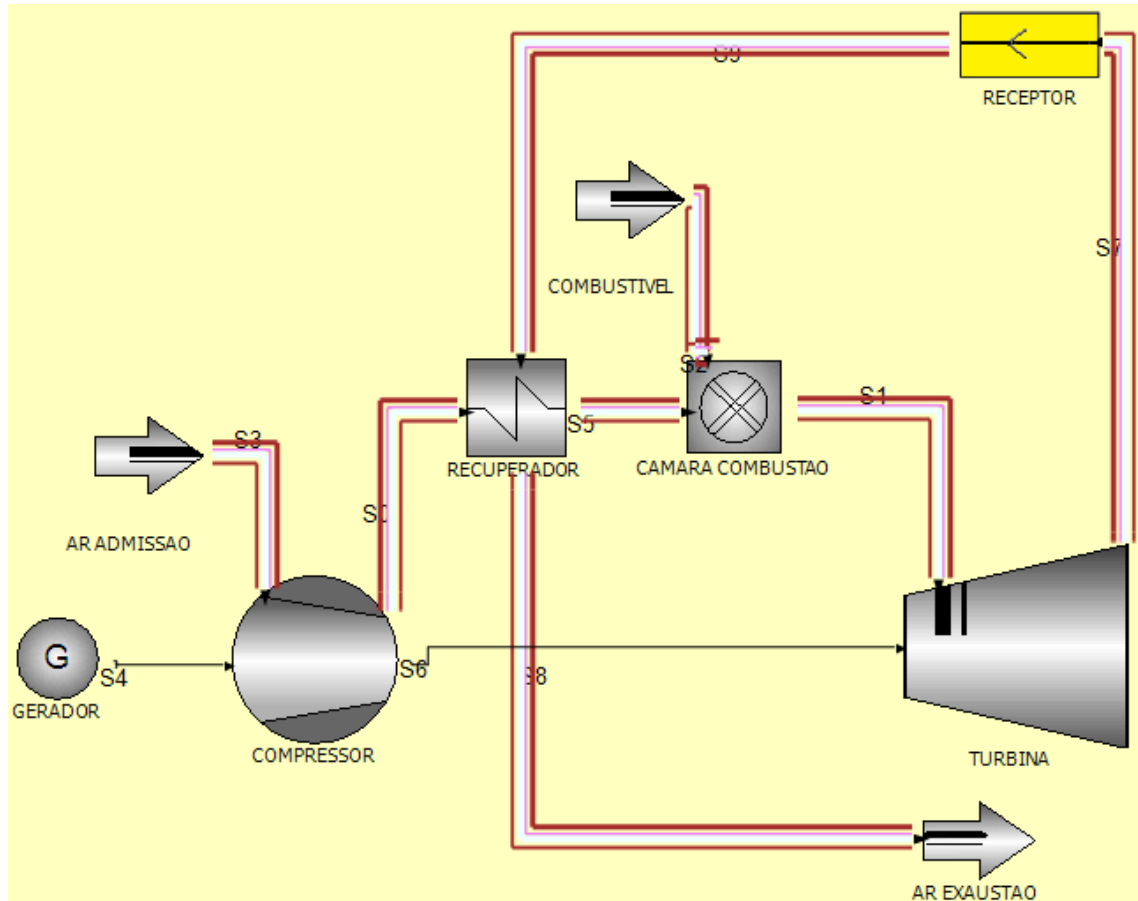 S9
RECEPTOR
S7
COMBUSTIVEL
S2
S1
S3
S5
RECUPERADOR
CAMARA COMBUSTAO
AR ADMISSAO
G
S4
S6
S8
GERADOR
COMPRESSOR
TURBINA
AR EXAUSTAO